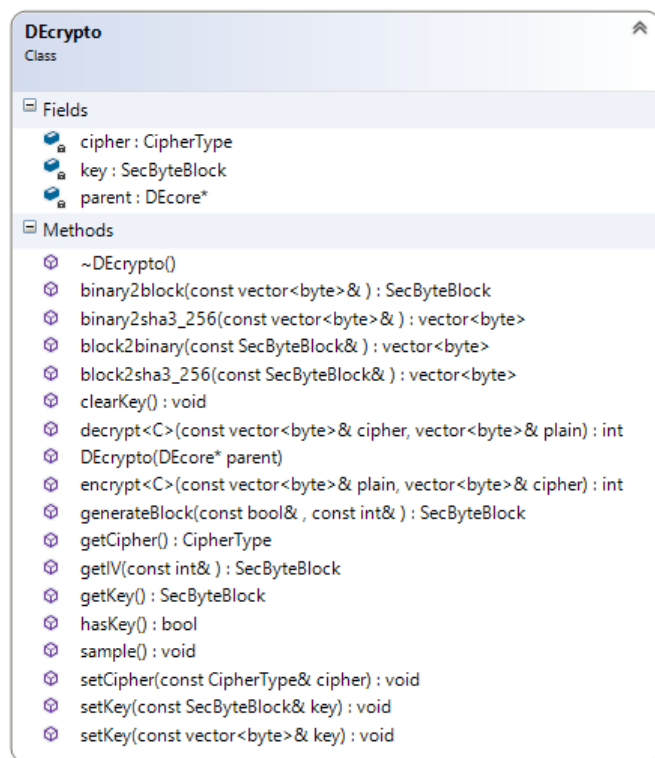 DEcrypto
Class
Fields
cipher : CipherType
key : SecByteBlock
parent : DEcore*
Methods
~DEcrypto()
binary2block(const vector<byte>& ) : SecByteBlock
binary2sha3_256(const vector<byte>& ) : vector<byte>
block2binary(const SecByteBlock& ) : vector<byte>
block2sha3_256(const SecByteBlock& ) : vector<byte>
clearKey() : void
decrypt<C>(const vector<byte>& cipher, vector<byte>& plain) : int
DEcrypto(DEcore* parent)
encrypt<C>(const vector<byte>& plain, vector<byte>& cipher) : int
generateBlock(const bool& , const int& ) : SecByteBlock
getCipher() : CipherType
getIV(const int& ) : SecByteBlock
getKey() : SecByteBlock
hasKey() : bool
sample() : void
setCipher(const CipherType& cipher) : void
setKey(const SecByteBlock& key) : void
setKey(const vector<byte>& key) : void